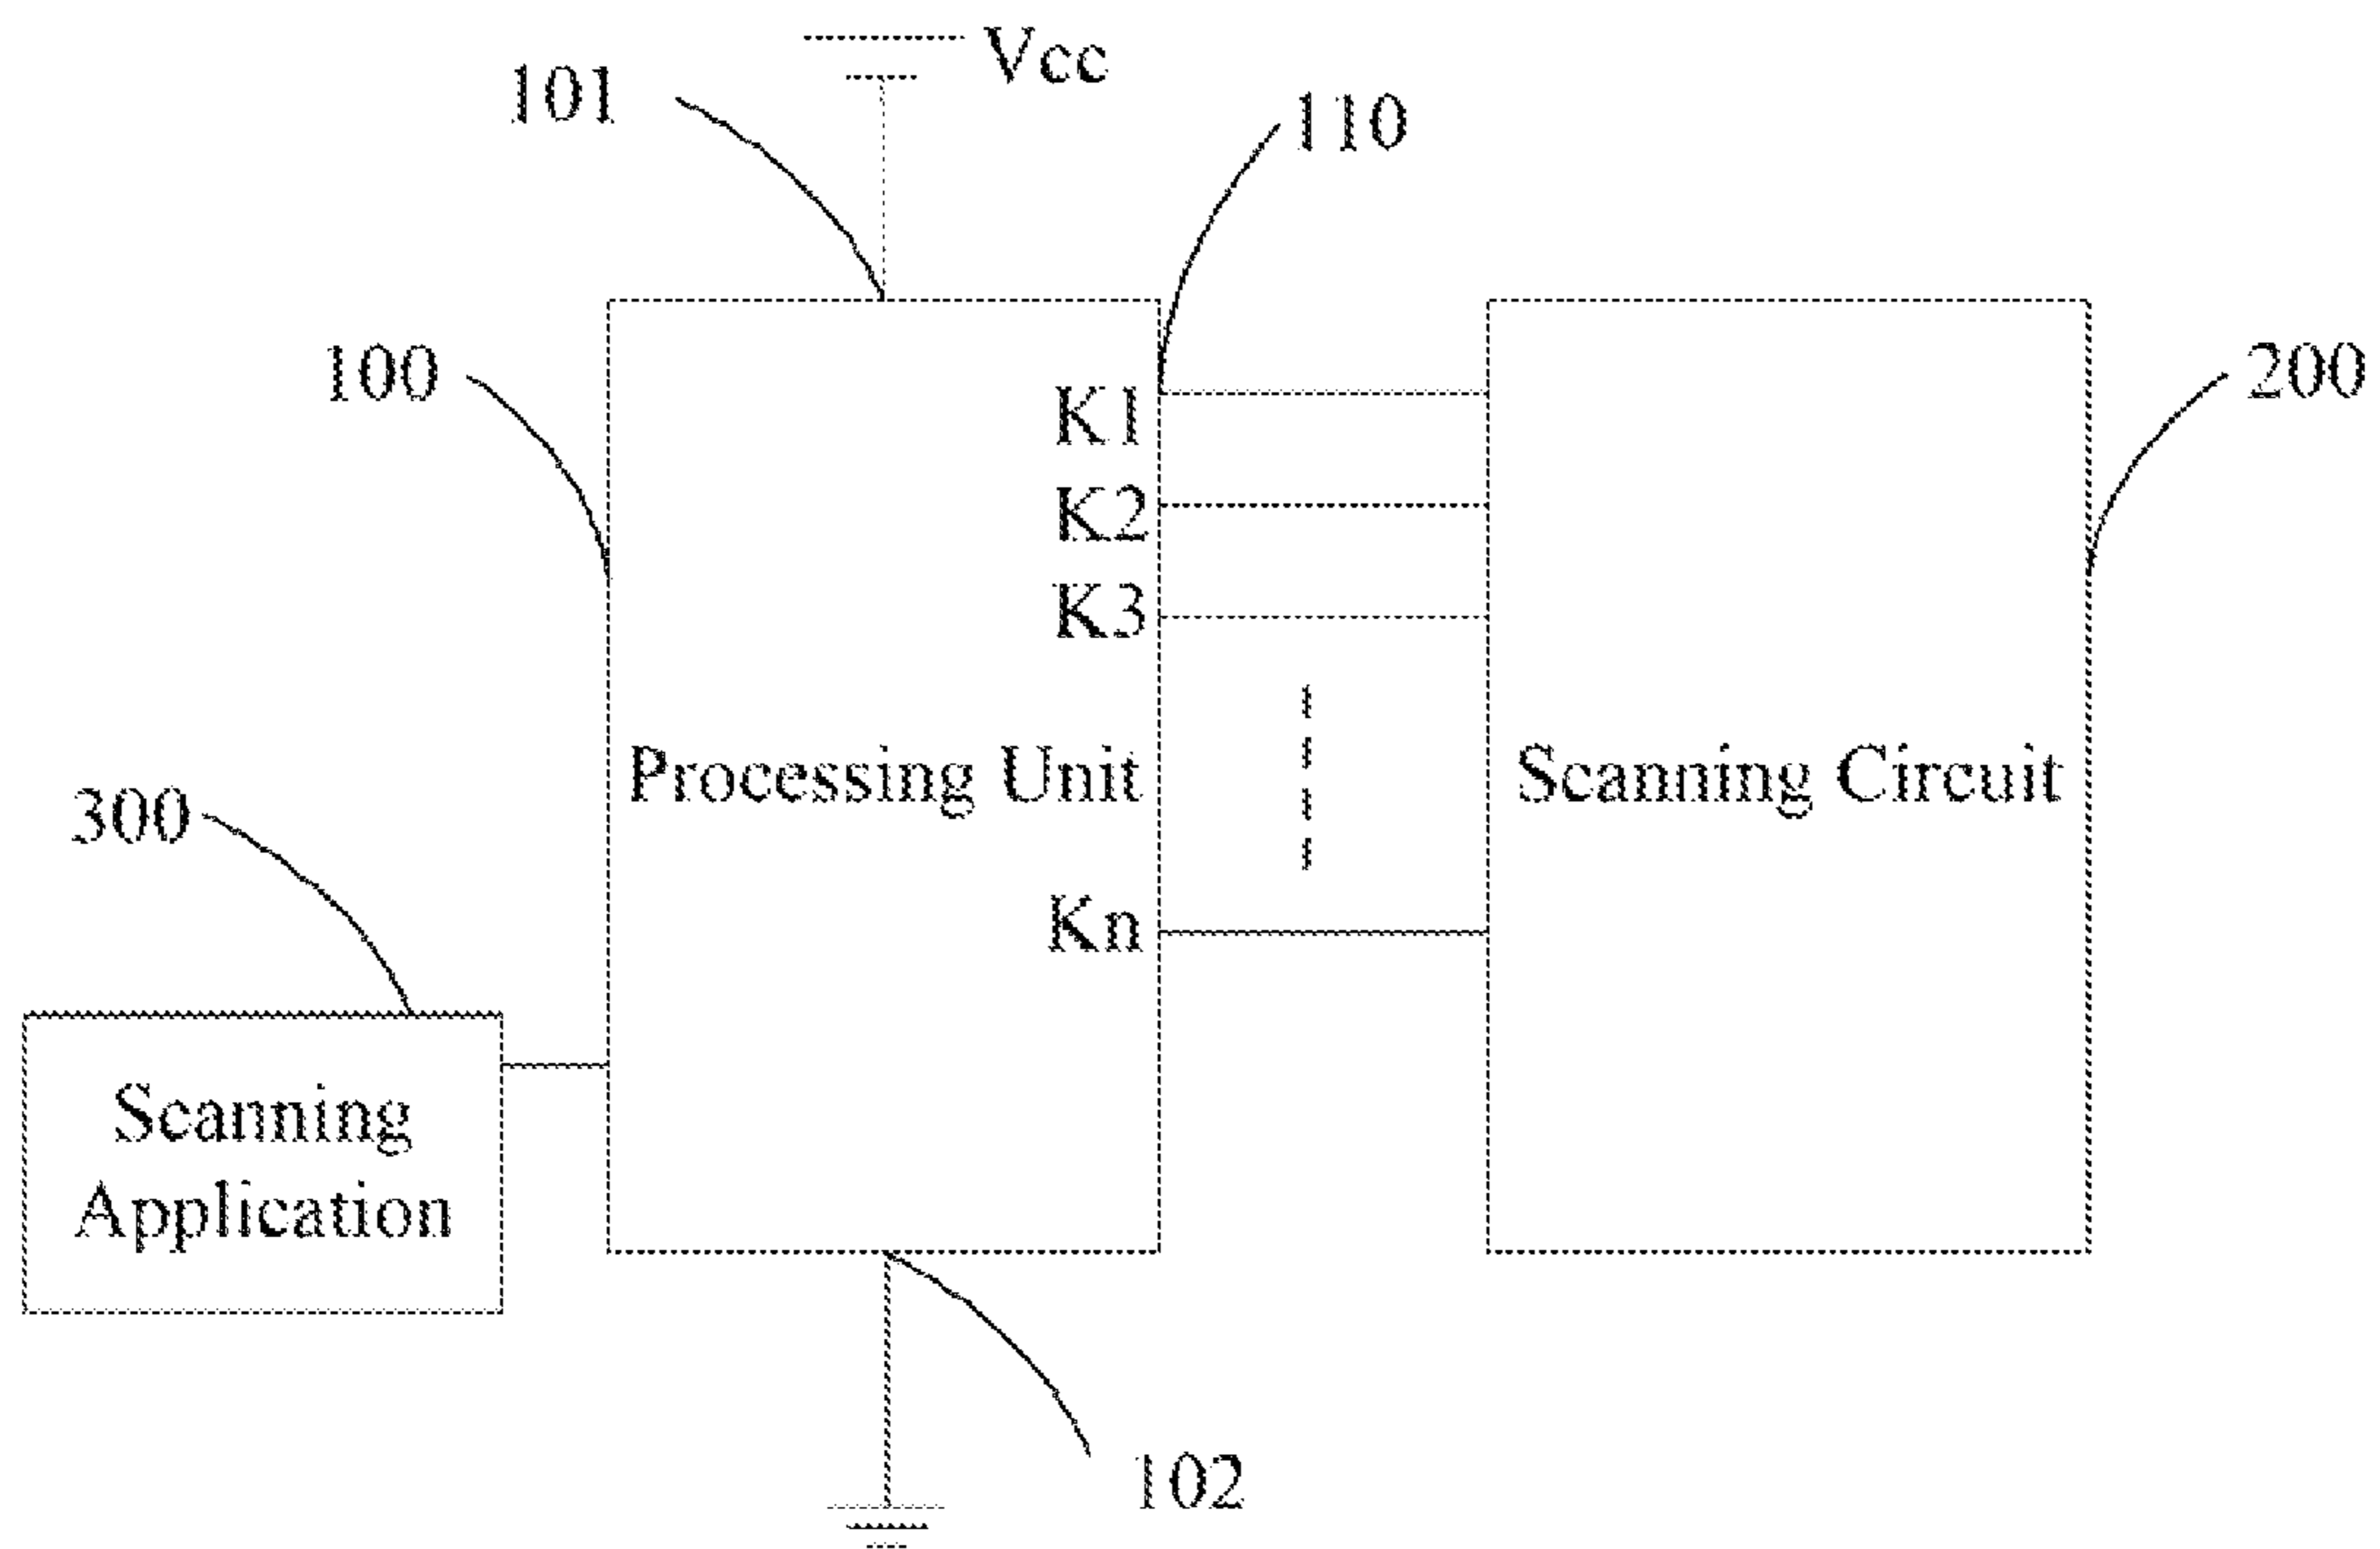 Vcc
101
110
100
200
K1
K2
K3
Processing Unit
Scanning Circuit
300
Kn
Scanning
Application
102